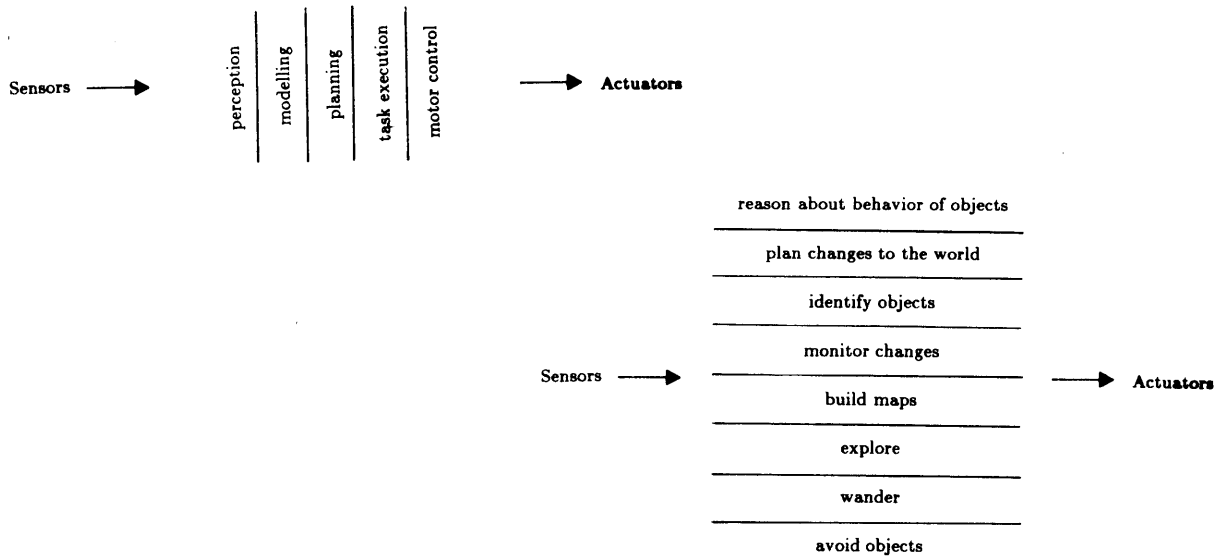 Sensors
perception
modelling
planning
task execution
motor control
Actuators
reason about behavior of objects
plan changes to the world
identify objects
monitor changes
Sensors
build maps
Actuators
explore
wander
avoid objects